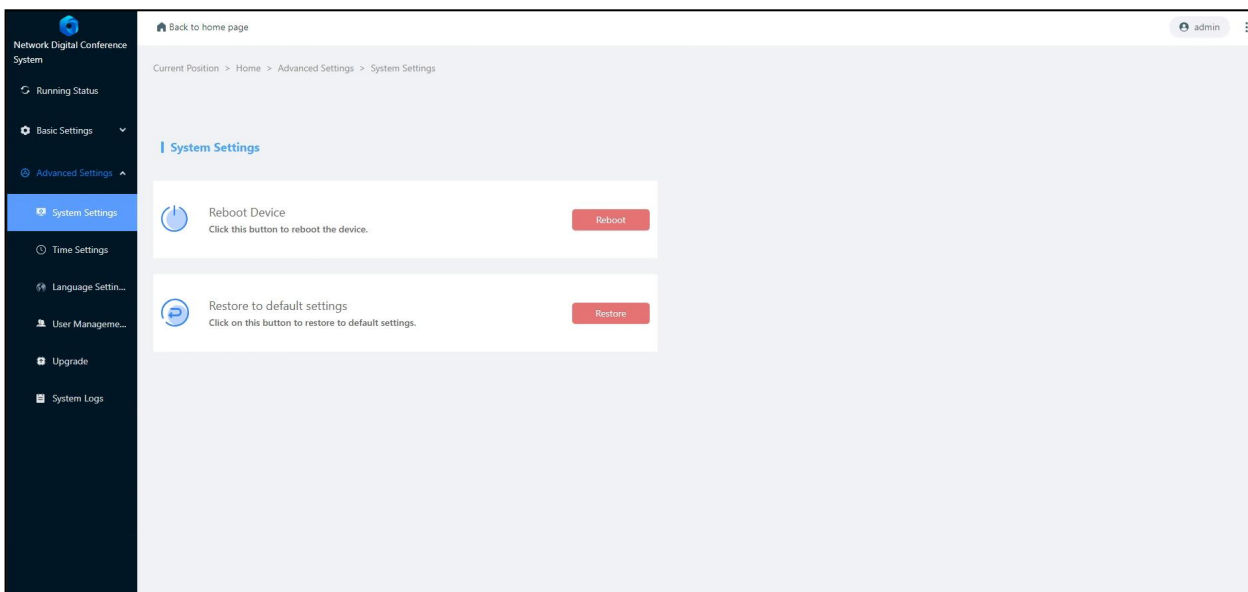 Network Digital Conference
System
Running Status
Basic Settings
Advanced Settings
System Settings
Time Settings
Language Settin...
User Manageme...
Upgrade
System Logs
Back to home page
admin
Current Position > Home > Advanced Settings > System Settings
System Settings
Reboot Device
Click this button to reboot the device.
Reboot
Restore to default settings
Click on this button to restore to default settings.
Restore